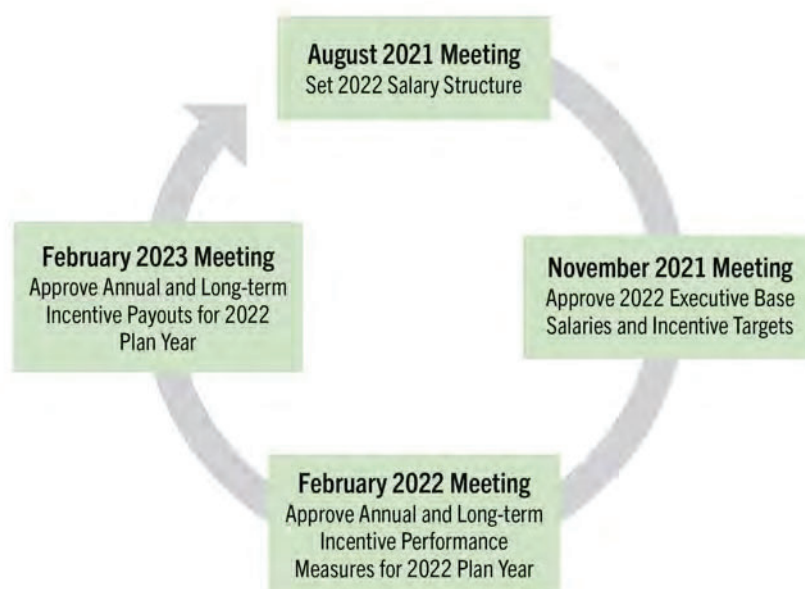 August 2021 Meeting
Set 2022 Salary Structure
November 2021 Meeting
Approve 2022 Executive Base
Salaries and Incentive Targets
February 2022 Meeting
Approve Annual and Long-term
Incentive Performance
Measures for 2022 Plan Year
February 2023 Meeting
Approve Annual and Long-term
Incentive Payouts for 2022
Plan Year